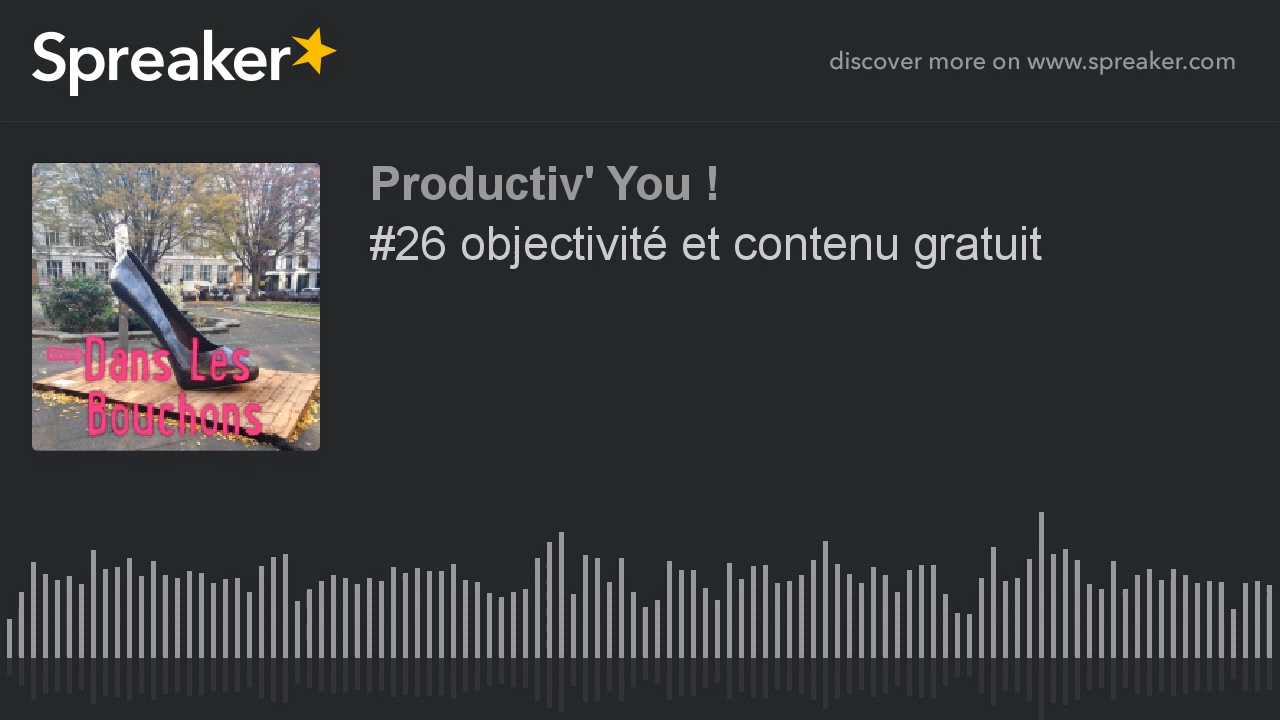 Spreaker
discover more on www.spreaker.com
Productiv' You !
#26 objectivité et contenu gratuit
Dans Les
Bouchons